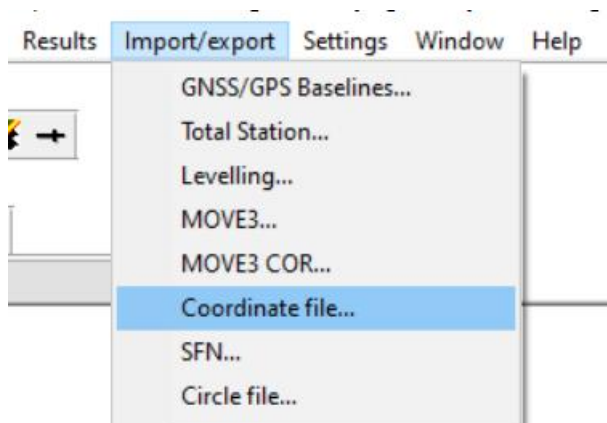 Results Import/export Settings Window Help
GNSS/GPS Baselines...
Total Station...
Levelling...
MOVE3...
MOVE3 COR...
Coordinate file...
SFN...
Circle file...